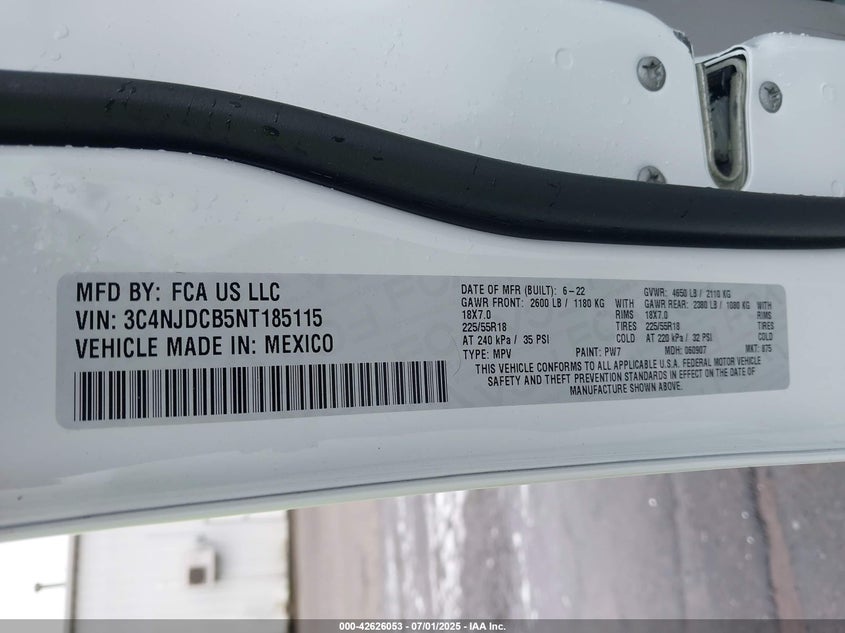 MFD BY: FCA US LLC
VIN: 3C4NJDCB5NT185115
VEHICLE MADE IN: MEXICO
DATE OF MFR (BUILT): 6-22 GVWR: 4650 LB / 2110 KG
GAWR FRONT: 2600 LB / 1180 KG GAWR REAR: 2380 LB / 1080 KG
18X7.0 RIMS 18X7.0 RIMS
225/55R18 TIRES 225/55R18 TIRES
AT 240 kPa / 35 PSI COLD AT 220 kPa / 32 PSI COLD
TYPE: MPV PAINT: PW7 MDH: 060907 MKT: 875
THIS VEHICLE CONFORMS TO ALL APPLICABLE U.S.A. FEDERAL MOTOR VEHICLE
SAFETY AND THEFT PREVENTION STANDARDS IN EFFECT ON THE DATE OF
MANUFACTURE SHOWN ABOVE.
000-42626053 - 07/01/2025 - IAA Inc.